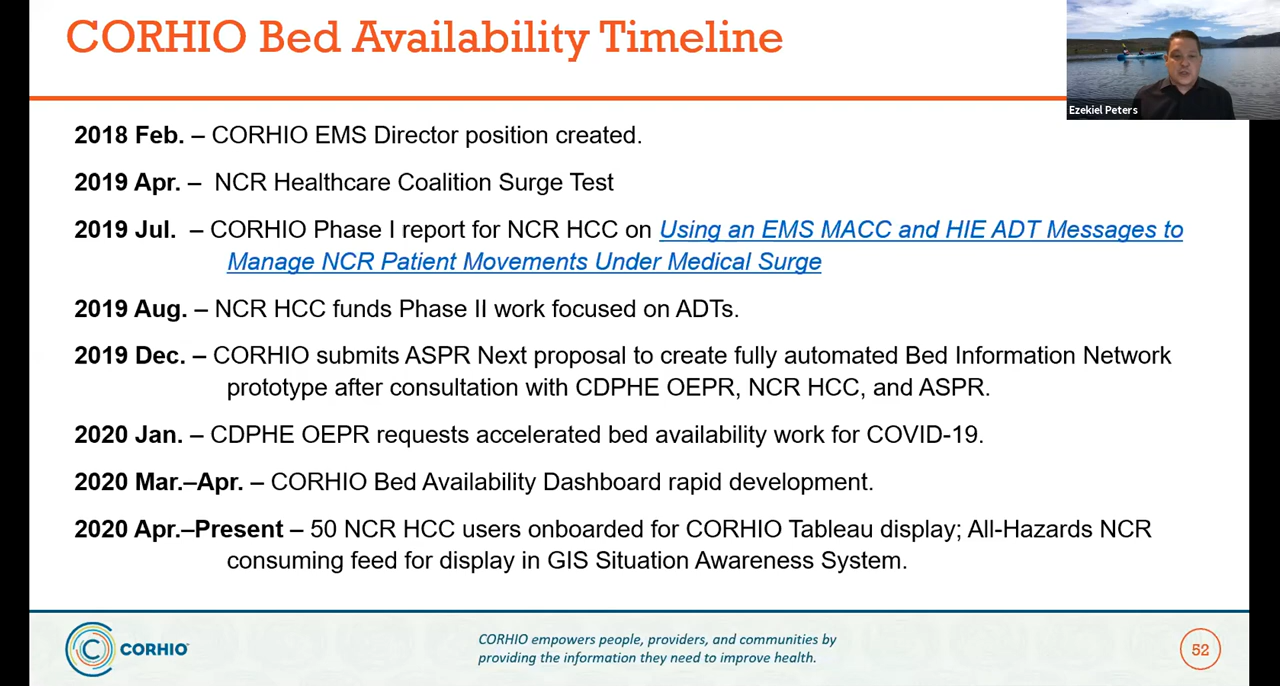 CORHIO Bed Availability Timeline
Ezekiel Peters
2018 Feb. – CORHIO EMS Director position created.
2019 Apr. – NCR Healthcare Coalition Surge Test
2019 Jul. – CORHIO Phase I report for NCR HCC on Using an EMS MACC and HIE ADT Messages to
Manage NCR Patient Movements Under Medical Surge
2019 Aug. – NCR HCC funds Phase II work focused on ADTs.
2019 Dec. – CORHIO submits ASPR Next proposal to create fully automated Bed Information Network
prototype after consultation with CDPHE OEPR, NCR HCC, and ASPR.
2020 Jan. – CDPHE OEPR requests accelerated bed availability work for COVID-19.
2020 Mar.–Apr. – CORHIO Bed Availability Dashboard rapid development.
2020 Apr.–Present – 50 NCR HCC users onboarded for CORHIO Tableau display; All-Hazards NCR
consuming feed for display in GIS Situation Awareness System.
CORHIO
CORHIO empowers people, providers, and communities by
providing the information they need to improve health.
52